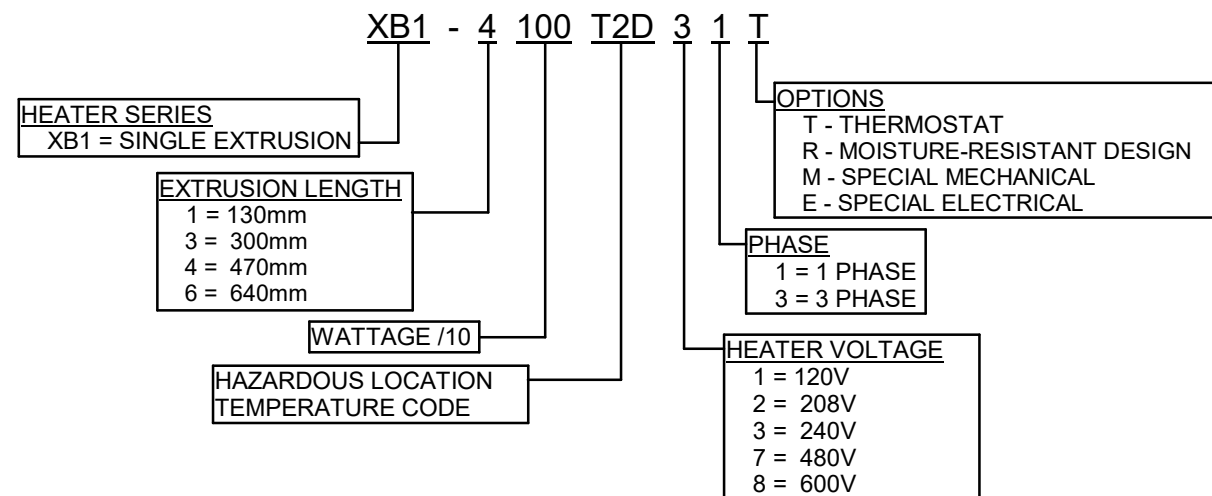 XB1 - 4 100 T2D 3 1 T
HEATER SERIES
XB1 = SINGLE EXTRUSION
EXTRUSION LENGTH
1 = 130mm
3 = 300mm
4 = 470mm
6 = 640mm
WATTAGE /10
HAZARDOUS LOCATION
TEMPERATURE CODE
OPTIONS
T - THERMOSTAT
R - MOISTURE-RESISTANT DESIGN
M - SPECIAL MECHANICAL
E - SPECIAL ELECTRICAL
PHASE
1 = 1 PHASE
3 = 3 PHASE
HEATER VOLTAGE
1 = 120V
2 = 208V
3 = 240V
7 = 480V
8 = 600V